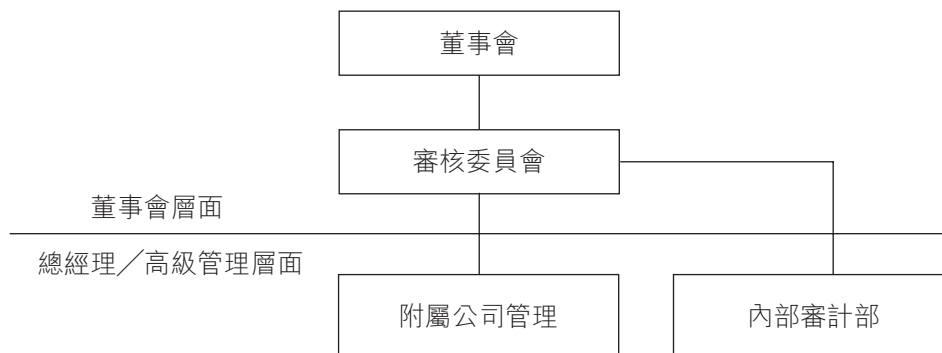 董事會
審核委員會
董事會層面
總經理／高級管理層面
附屬公司管理
內部審計部